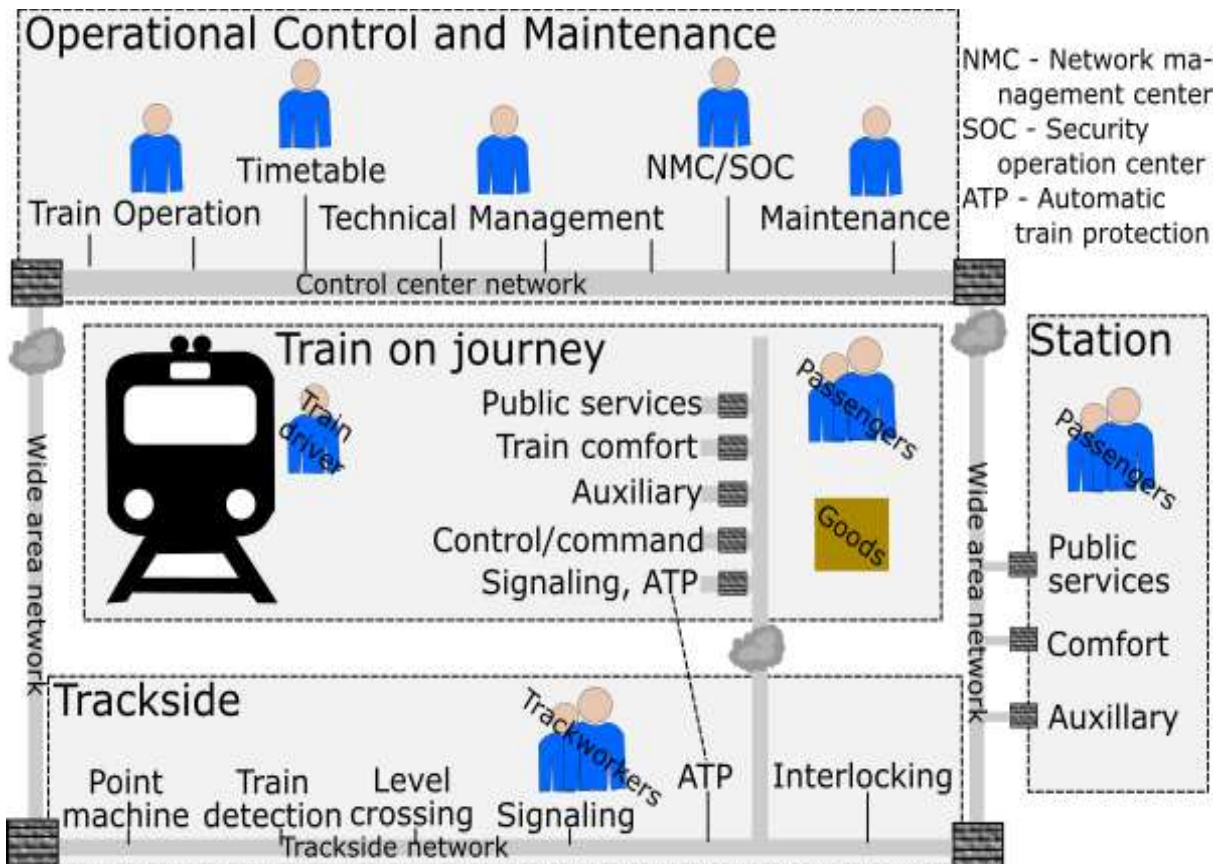 Operational Control and Maintenance
Timetable
NMC/SOC
Train Operation
Technical Management
Maintenance
Control center network
NMC - Network ma-
nagement center
SOC - Security
operation center
ATP - Automatic
train protection
Wide area network
Train on journey
Train
driver
Public services
Train comfort
Auxiliary
Control/command
Signaling, ATP
Passengers
Goods
Wide area network
Station
Passengers
Public
services
Comfort
Auxillary
Trackside
Trackworkers
Point
machine
Train
detection
Level
crossing
Signaling
ATP
Interlocking
Trackside network